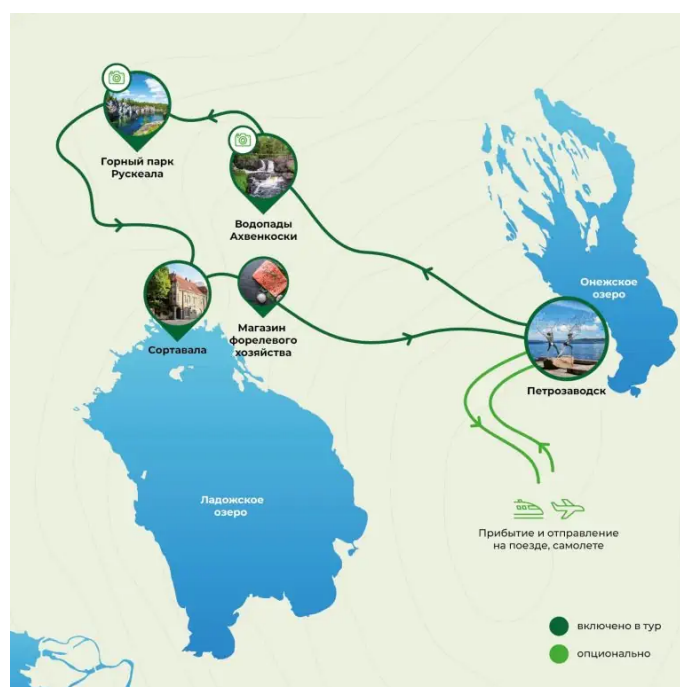 Горный парк
Рускеала
Водопады
Ахвенкоски
Онежское
озеро
Сортавала
Магазин
форелевого
хозяйства
Петрозаводск
Ладожское
озеро
Прибытие и отправление
на поезде, самолете
включено в тур
опционально